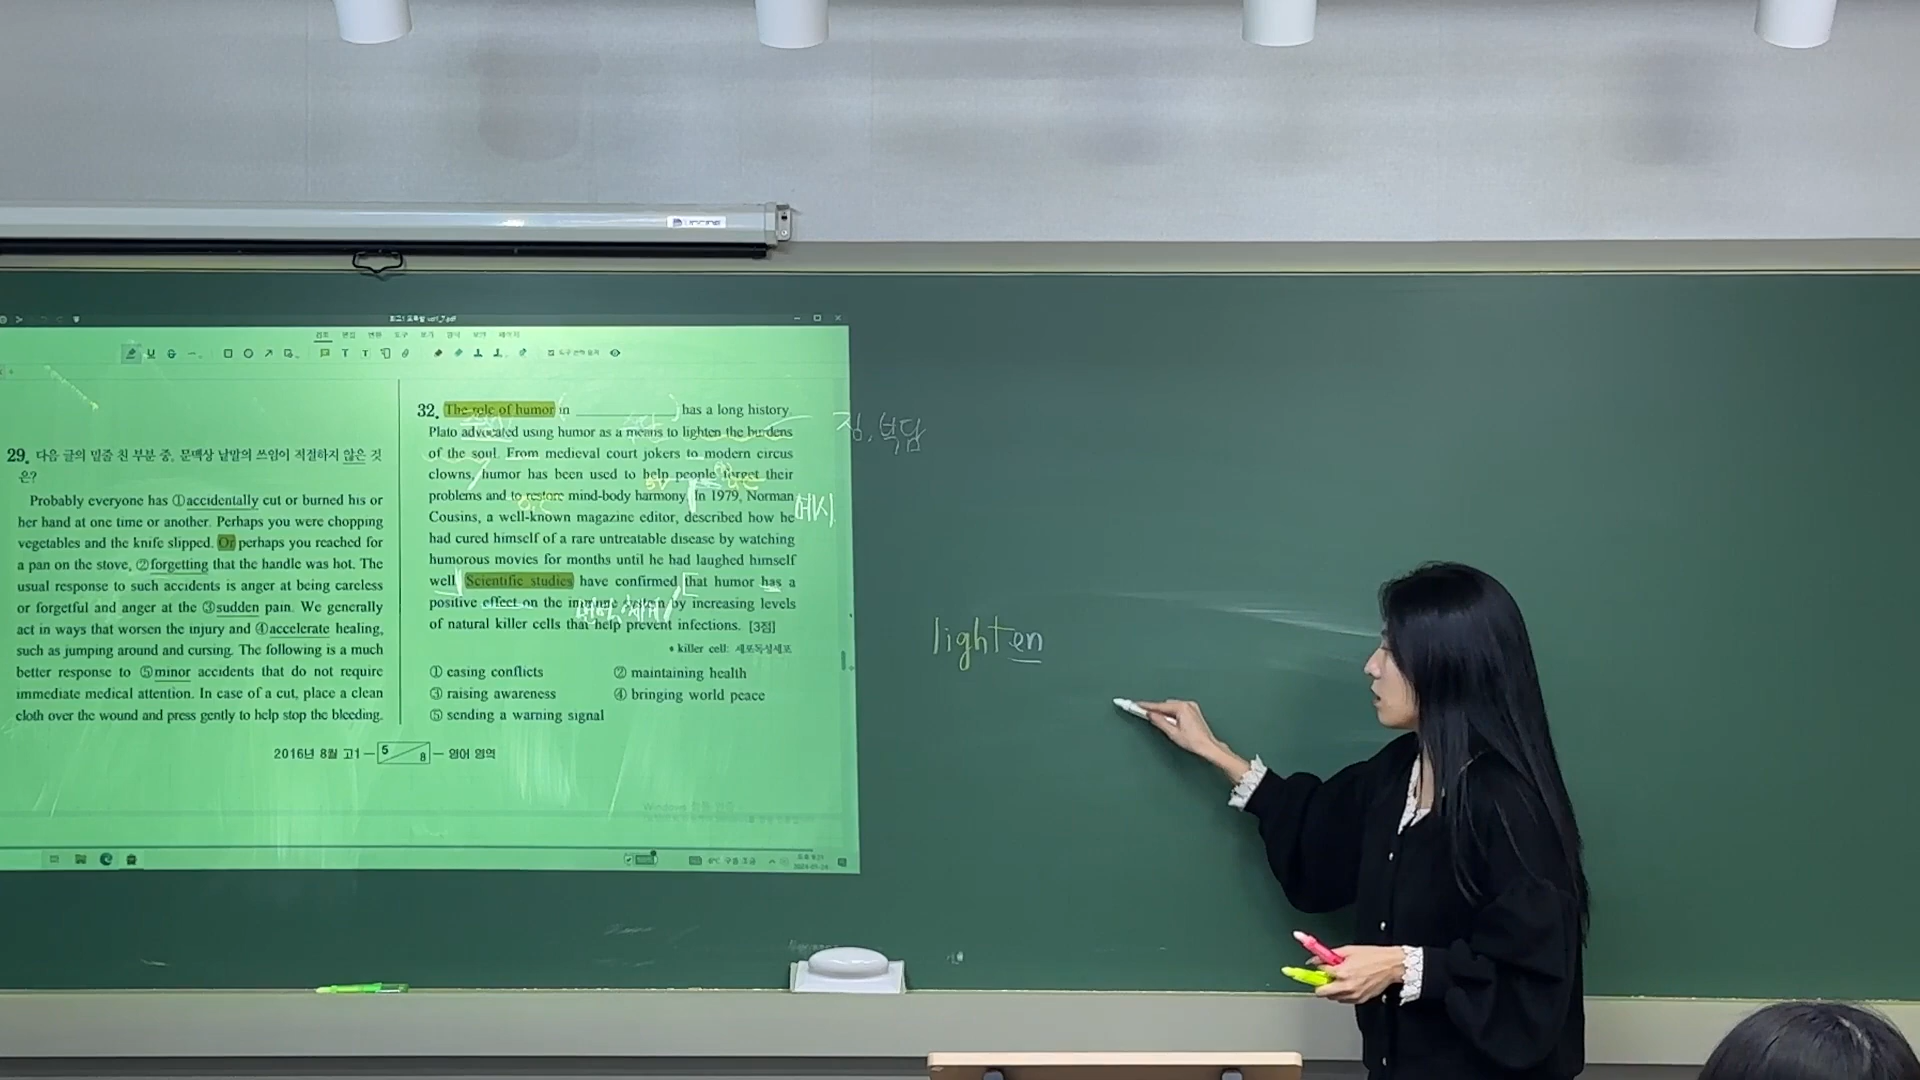 29. 다음 글의 밑줄 친 부분 중, 문맥상 낱말의 쓰임이 적절하지 않은 것
은?
Probably everyone has ①accidentally cut or burned his or
her hand at one time or another. Perhaps you were chopping
vegetables and the knife slipped. Or perhaps you reached for
a pan on the stove, ②forgetting that the handle was hot. The
usual response to such accidents is anger at being careless
or forgetful and anger at the ③sudden pain. We generally
act in ways that worsen the injury and ④accelerate healing,
such as jumping around and cursing. The following is a much
better response to ⑤minor accidents that do not require
immediate medical attention. In case of a cut, place a clean
cloth over the wound and press gently to help stop the bleeding.
32. The role of humor in ____________ has a long history.
Plato advocated using humor as a means to lighten the burdens
of the soul. From medieval court jokers to modern circus
clowns, humor has been used to help people forget their
problems and to restore mind-body harmony. In 1979, Norman
Cousins, a well-known magazine editor, described how he
had cured himself of a rare untreatable disease by watching
humorous movies for months until he had laughed himself
well. Scientific studies have confirmed that humor has a
positive effect on the immune system by increasing levels
of natural killer cells that help prevent infections. [3점]
* killer cell: 세포독성세포
① easing conflicts ② maintaining health
③ raising awareness ④ bringing world peace
⑤ sending a warning signal
2016년 8월 고1 — 5 / 8 — 영어 영역
짐, 부담
예시
면역 체계
lighten